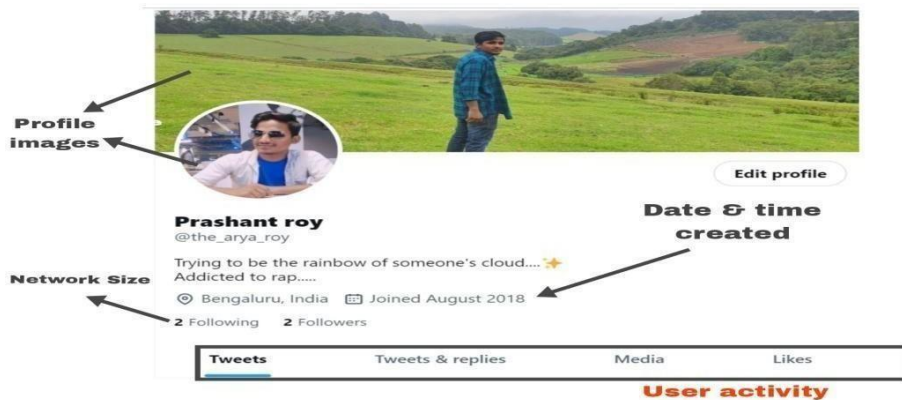 Profile
images
Edit profile
Prashant roy
@the_arya_roy
Date & time
created
Trying to be the rainbow of someone's cloud....✨
Addicted to rap.....
Network Size
Bengaluru, India Joined August 2018
2 Following 2 Followers
Tweets Tweets & replies Media Likes
User activity